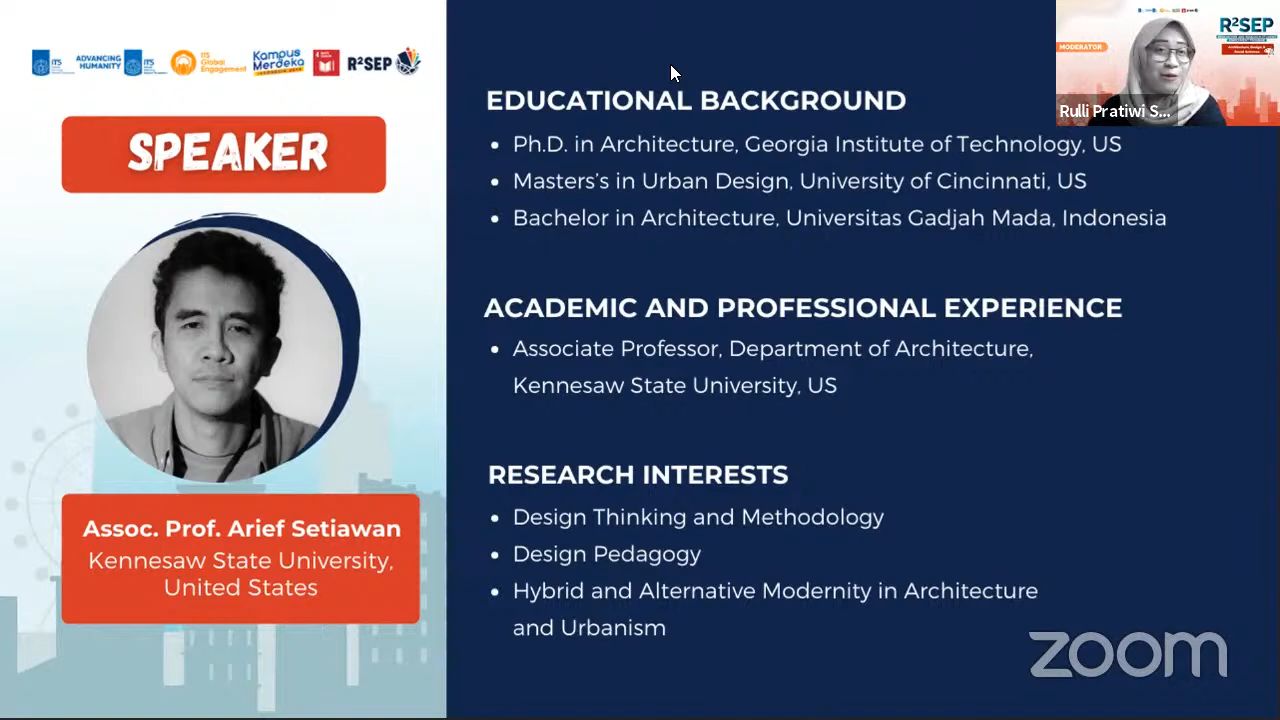 ADVANCING
HUMANITY
ITS
Global
Engagement
Kampus
Merdeka
R²SEP
SPEAKER
Assoc. Prof. Arief Setiawan
Kennesaw State University,
United States
EDUCATIONAL BACKGROUND
• Ph.D. in Architecture, Georgia Institute of Technology, US
• Masters’s in Urban Design, University of Cincinnati, US
• Bachelor in Architecture, Universitas Gadjah Mada, Indonesia
ACADEMIC AND PROFESSIONAL EXPERIENCE
• Associate Professor, Department of Architecture,
Kennesaw State University, US
RESEARCH INTERESTS
• Design Thinking and Methodology
• Design Pedagogy
• Hybrid and Alternative Modernity in Architecture
and Urbanism
R²SEP
MODERATOR
Rulli Pratiwi S...
zoom